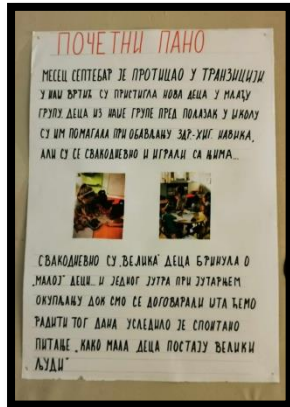 ПОЧЕТНИ ПАНО
МЕСЕЦ СЕПТЕБАР ЈЕ ПРОТИЦАО У ТРАНЗИЦИЈИ
У НАШ ВРТИЋ СУ ПРИСТИГЛА НОВА ДЕЦА У МЛАЂУ
ГРУПУ. ДЕЦА ИЗ НАШЕ ГРУПЕ ПРЕД ПОЛАЗАК У ШКОЛУ
СУ ИМ ПОМАГАЛА ПРИ ОБАВЉАЊУ ЗДР-ХИГ. НАВИКА,
АЛИ СУ СЕ СВАКОДНЕВНО И ИГРАЛИ СА ЊИМА...
СВАКОДНЕВНО СУ „ВЕЛИКА" ДЕЦА БРИНУЛА О
„МАЛОЈ" ДЕЦИ... И ЈЕДНОГ ЈУТРА ПРИ ЈУТАРЊЕМ
ОКУПЉАЊУ ДОК СМО СЕ ДОГОВАРАЛИ ШТА ЋЕМО
РАДИТИ ТОГ ДАНА УСЛЕДИЛО ЈЕ СПОНТАНО
ПИТАЊЕ „КАКО МАЛА ДЕЦА ПОСТАЈУ ВЕЛИКИ
ЉУДИ"